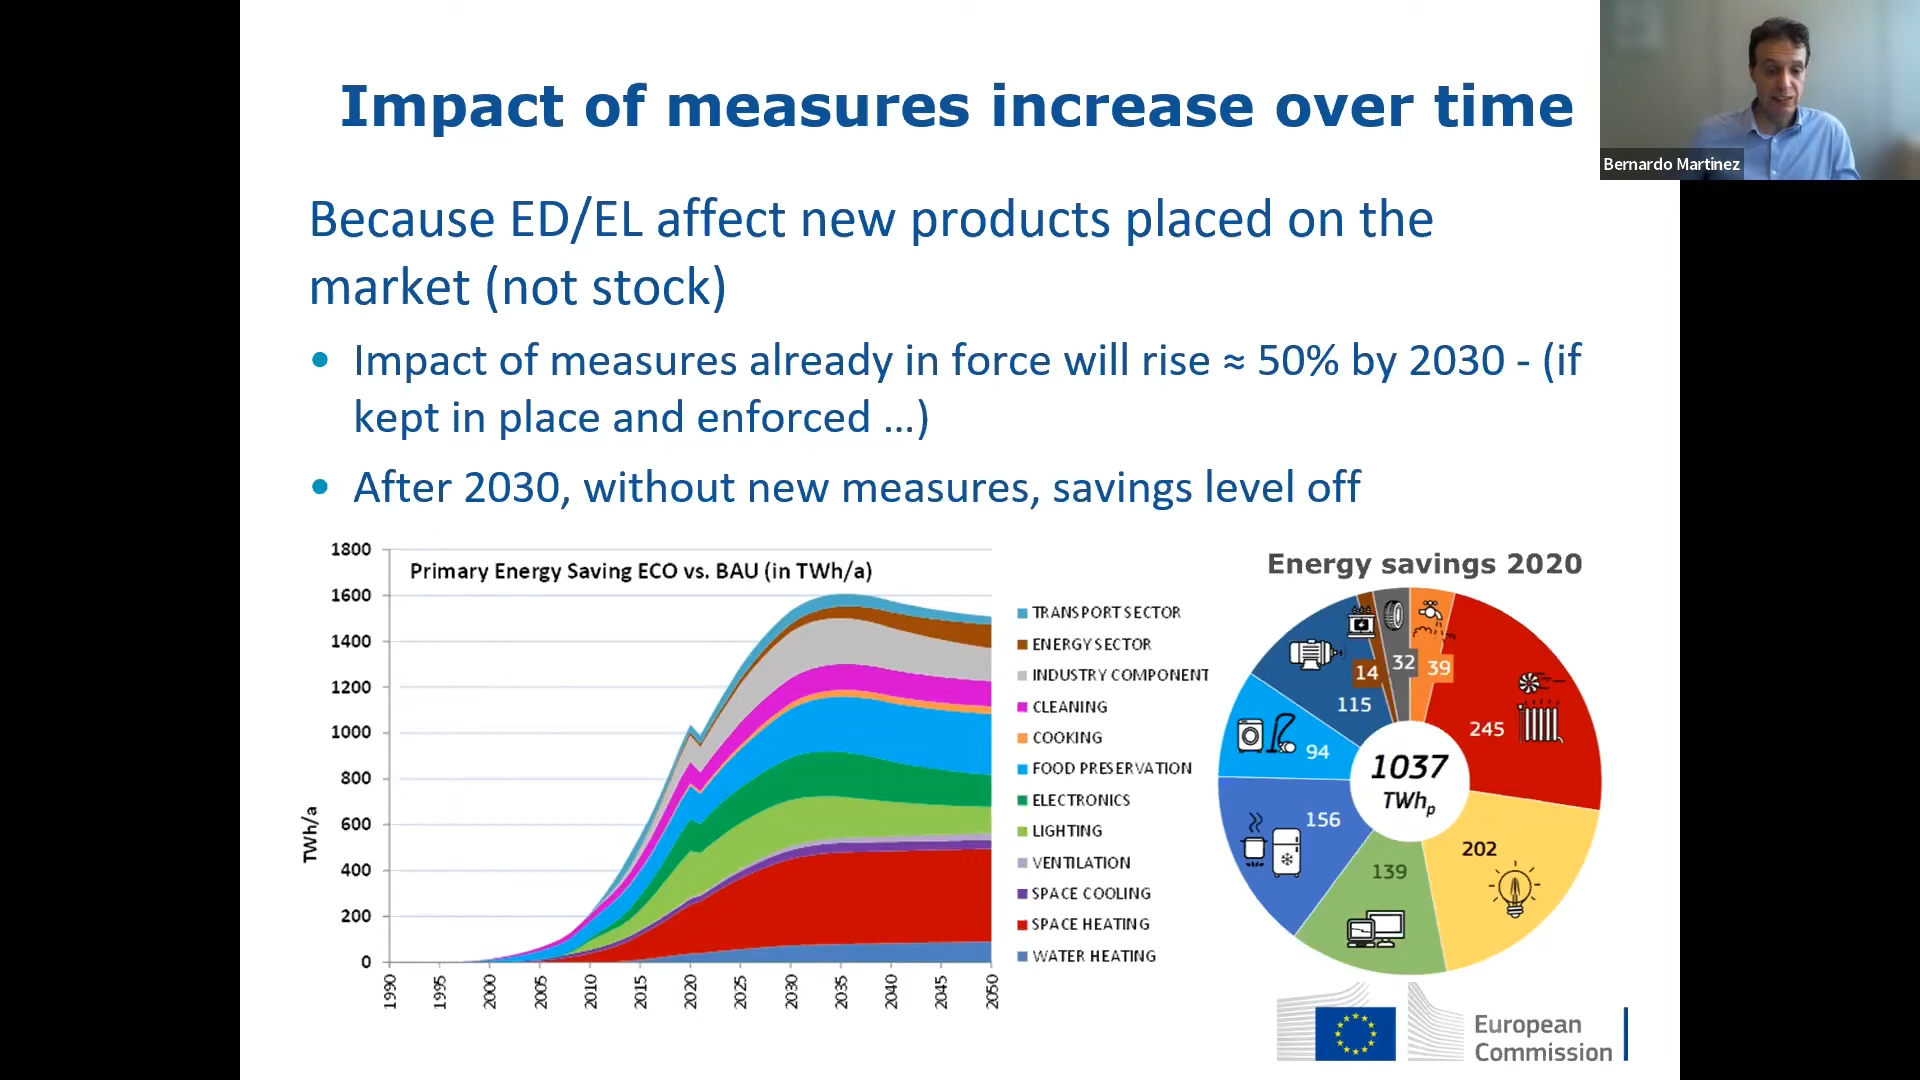 Impact of measures increase over time
Bernardo Martinez
Because ED/EL affect new products placed on the
market (not stock)
• Impact of measures already in force will rise ≈ 50% by 2030 - (if
kept in place and enforced …)
• After 2030, without new measures, savings level off
Primary Energy Saving ECO vs. BAU (in TWh/a)
TWh/a
1800
1600
1400
1200
1000
800
600
400
200
0
1990
1995
2000
2005
2010
2015
2020
2025
2030
2035
2040
2045
2050
TRANSPORT SECTOR
ENERGY SECTOR
INDUSTRY COMPONENT
CLEANING
COOKING
FOOD PRESERVATION
ELECTRONICS
LIGHTING
VENTILATION
SPACE COOLING
SPACE HEATING
WATER HEATING
Energy savings 2020
14
32
39
115
245
94
1037
TWhp
156
202
139
European
Commission